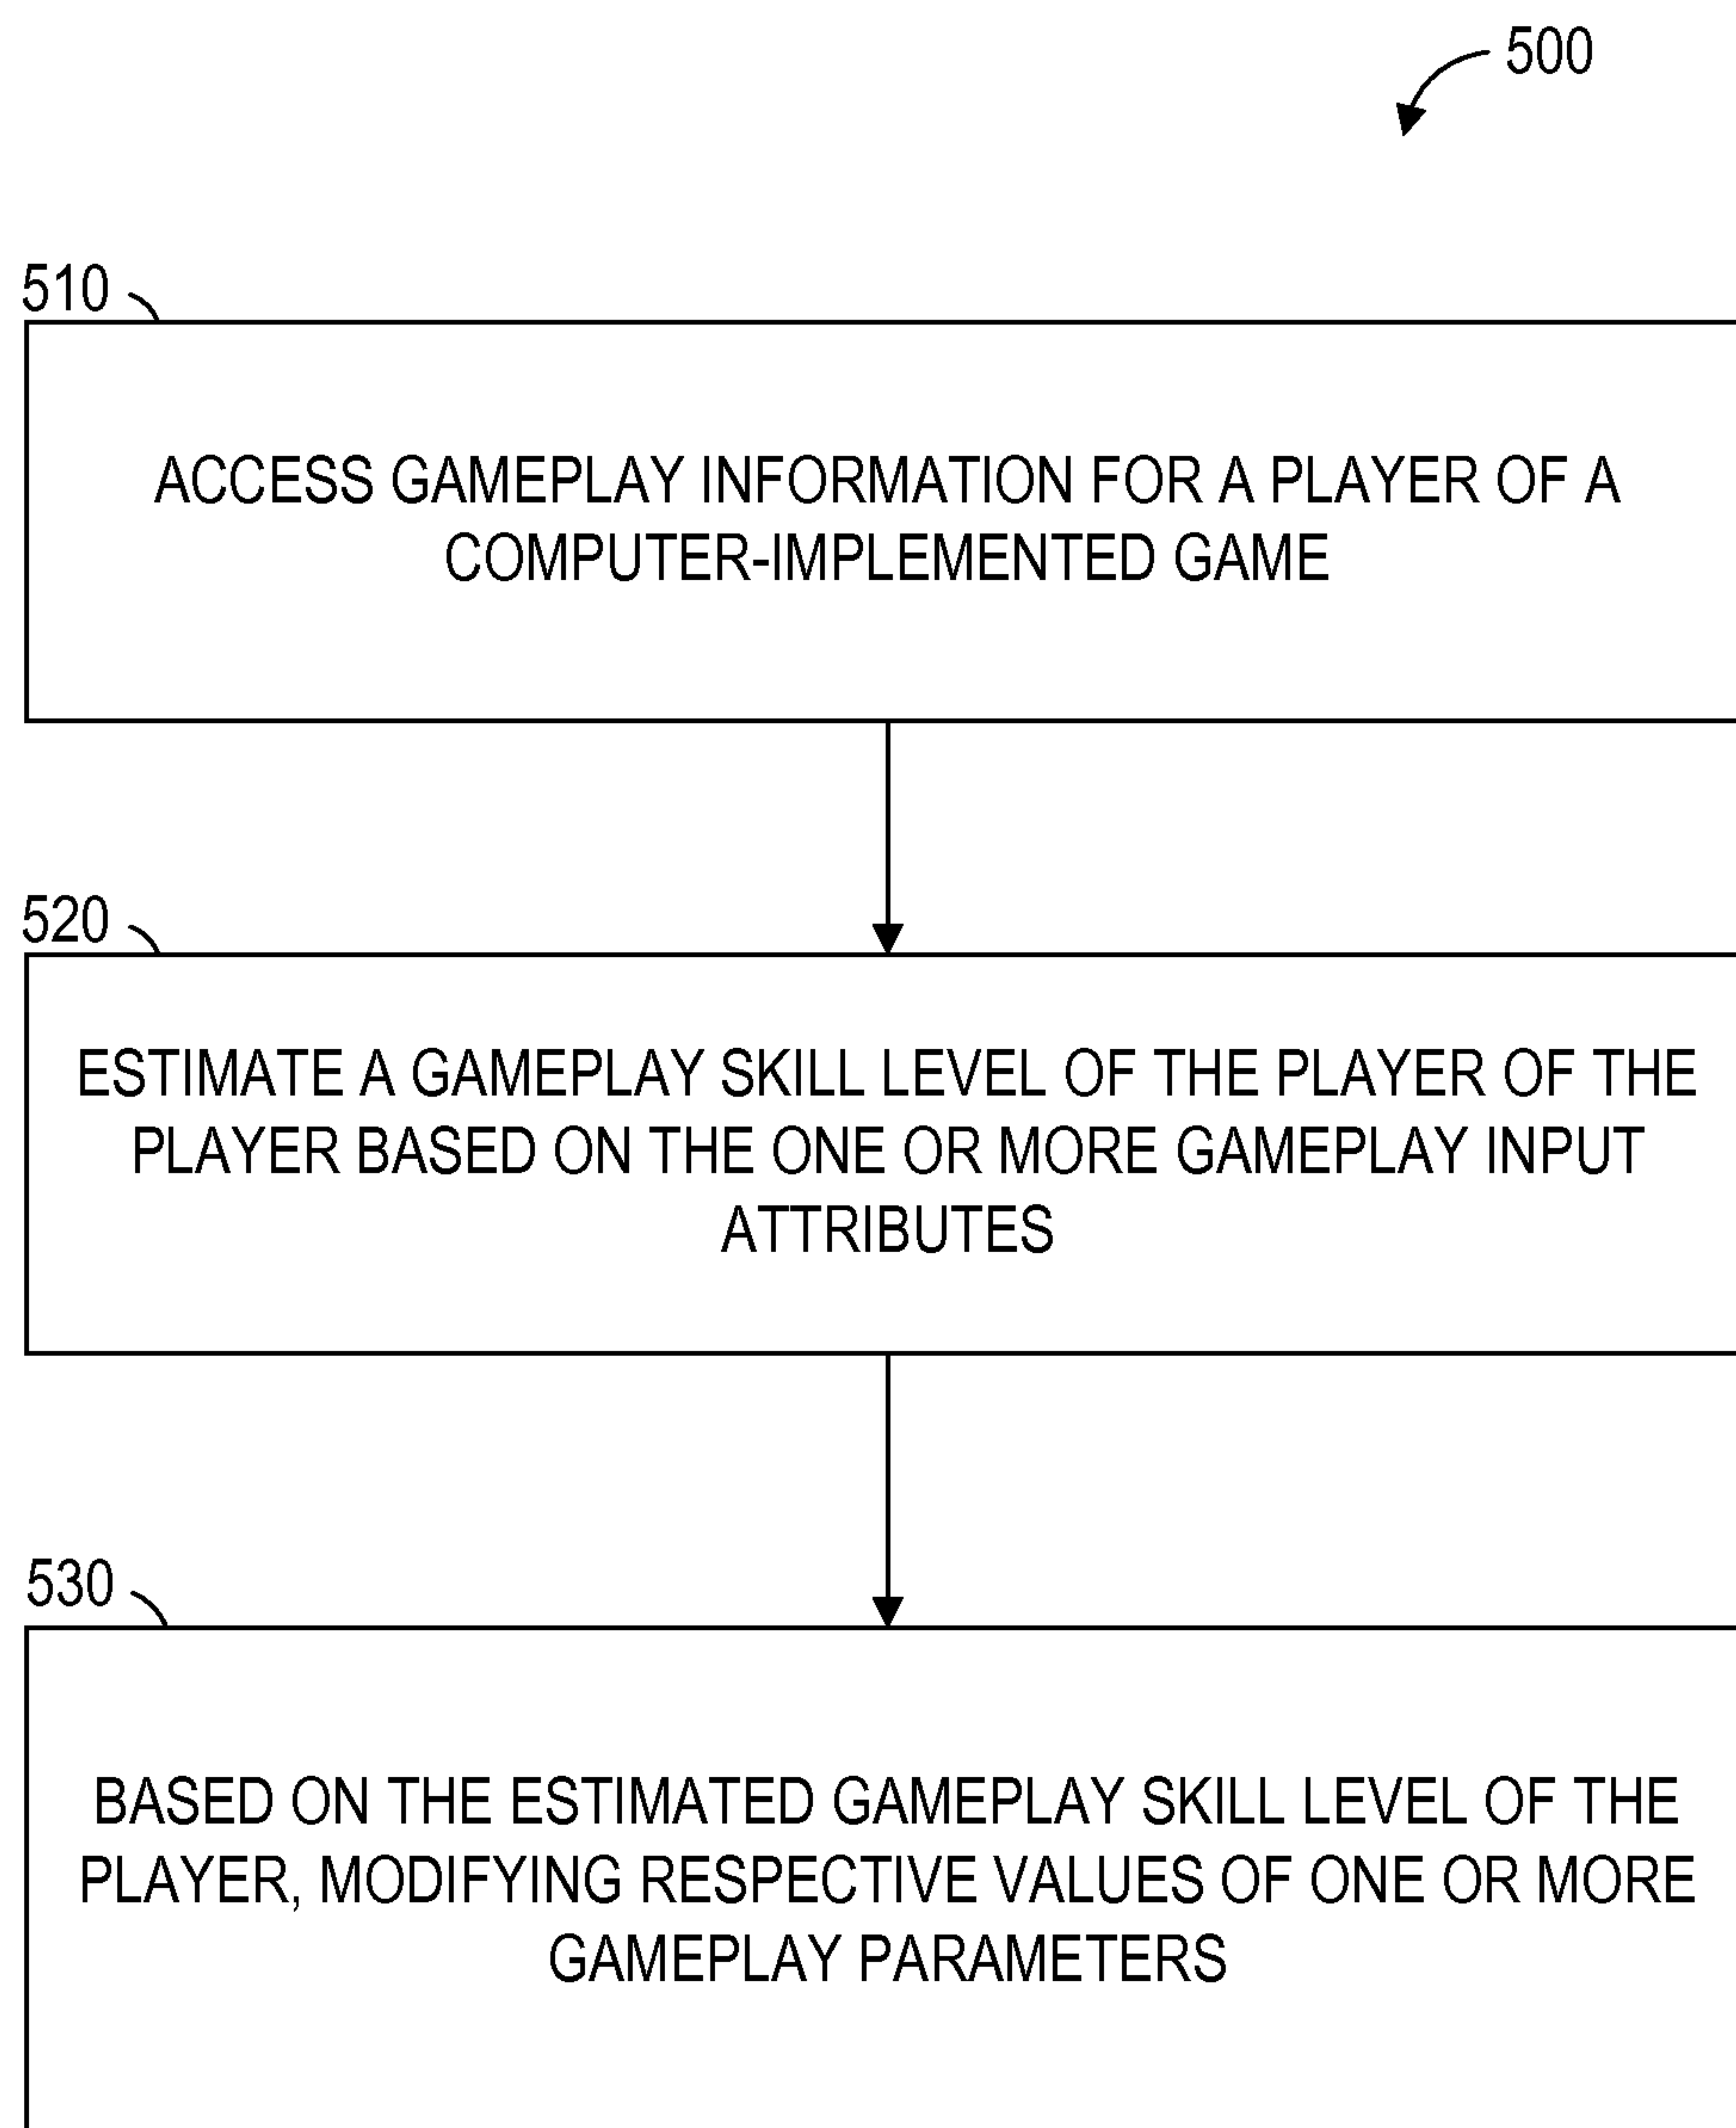 500
510
ACCESS GAMEPLAY INFORMATION FOR A PLAYER OF A
COMPUTER-IMPLEMENTED GAME
520
ESTIMATE A GAMEPLAY SKILL LEVEL OF THE PLAYER OF THE
PLAYER BASED ON THE ONE OR MORE GAMEPLAY INPUT
ATTRIBUTES
530
BASED ON THE ESTIMATED GAMEPLAY SKILL LEVEL OF THE
PLAYER, MODIFYING RESPECTIVE VALUES OF ONE OR MORE
GAMEPLAY PARAMETERS